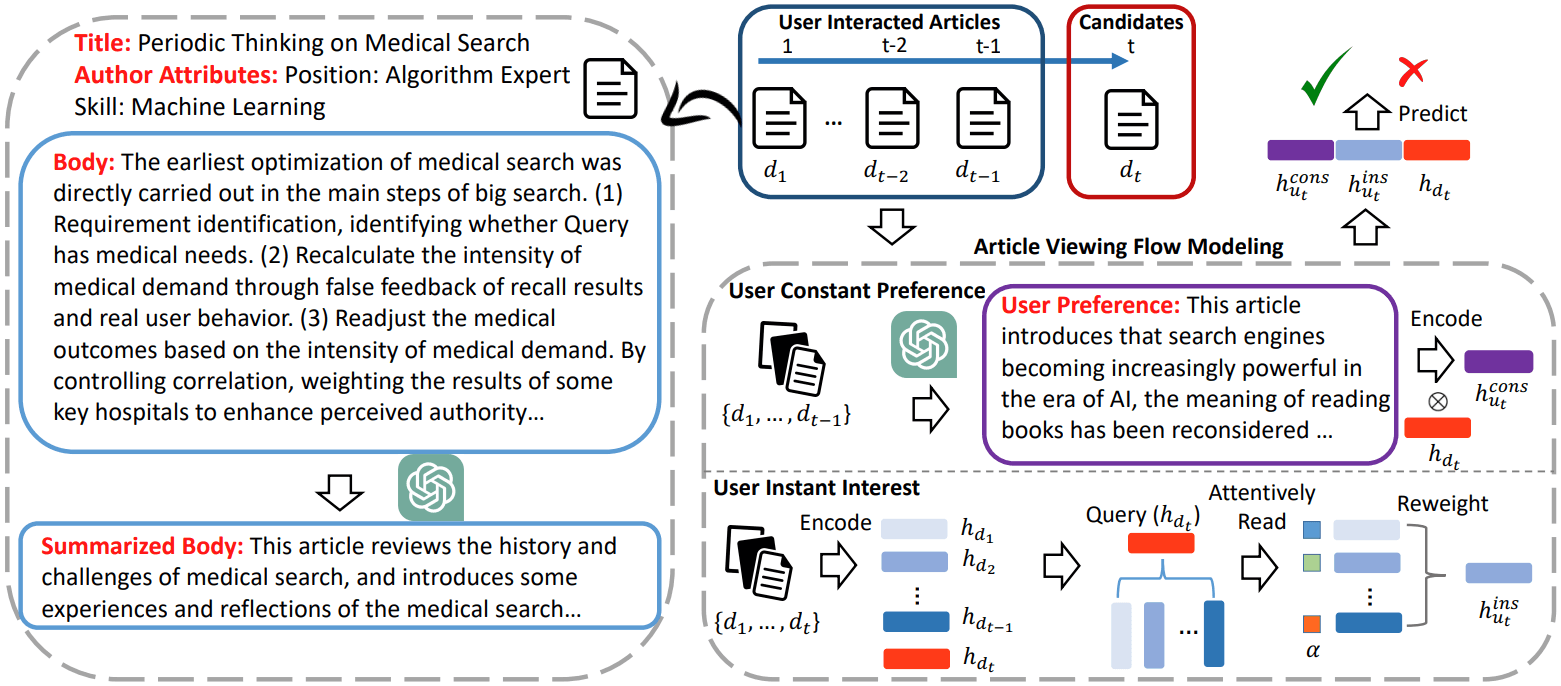 Title: Periodic Thinking on Medical Search
Author Attributes: Position: Algorithm Expert
Skill: Machine Learning
Body: The earliest optimization of medical search was
directly carried out in the main steps of big search. (1)
Requirement identification, identifying whether Query
has medical needs. (2) Recalculate the intensity of
medical demand through false feedback of recall results
and real user behavior. (3) Readjust the medical
outcomes based on the intensity of medical demand. By
controlling correlation, weighting the results of some
key hospitals to enhance perceived authority...
Summarized Body: This article reviews the history and
challenges of medical search, and introduces some
experiences and reflections of the medical search...
User Interacted Articles
1 t-2 t-1
...
d_1 d_{t-2} d_{t-1}
Candidates
t
d_t
Predict
h_{u_t}^{cons} h_{u_t}^{ins} h_{d_t}
Article Viewing Flow Modeling
User Constant Preference
{d_1, ... , d_{t-1}}
User Preference: This article
introduces that search engines
becoming increasingly powerful in
the era of AI, the meaning of reading
books has been reconsidered ...
Encode
h_{u_t}^{cons}
⊗
h_{d_t}
User Instant Interest
{d_1, ... , d_t}
Encode
h_{d_1}
h_{d_2}
⋮
h_{d_{t-1}}
h_{d_t}
Query (h_{d_t})
...
Attentively
Read
⋮
α
Reweight
h_{u_t}^{ins}